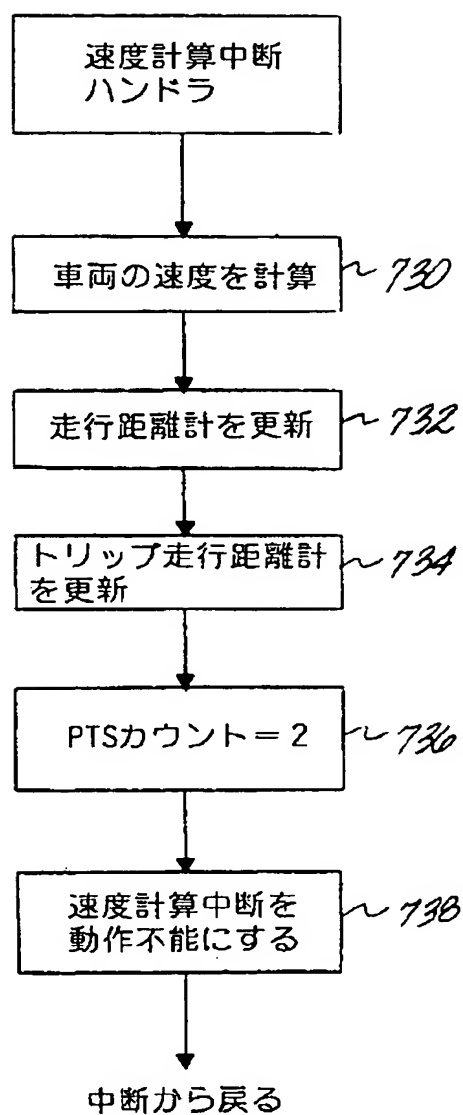 速度計算中断
ハンドラ
車両の速度を計算
730
走行距離計を更新
732
トリップ走行距離計
を更新
734
PTSカウント=2
736
速度計算中断を
動作不能にする
738
中断から戻る